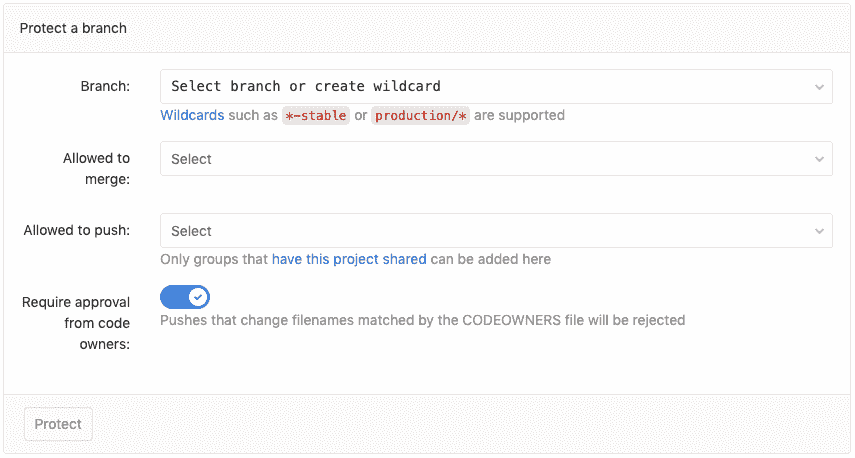 Protect a branch
Branch:
Select branch or create wildcard
Wildcards such as *-stable or production/* are supported
Allowed to
merge:
Select
Allowed to push:
Select
Only groups that have this project shared can be added here
Require approval
from code
owners:
Pushes that change filenames matched by the CODEOWNERS file will be rejected
Protect